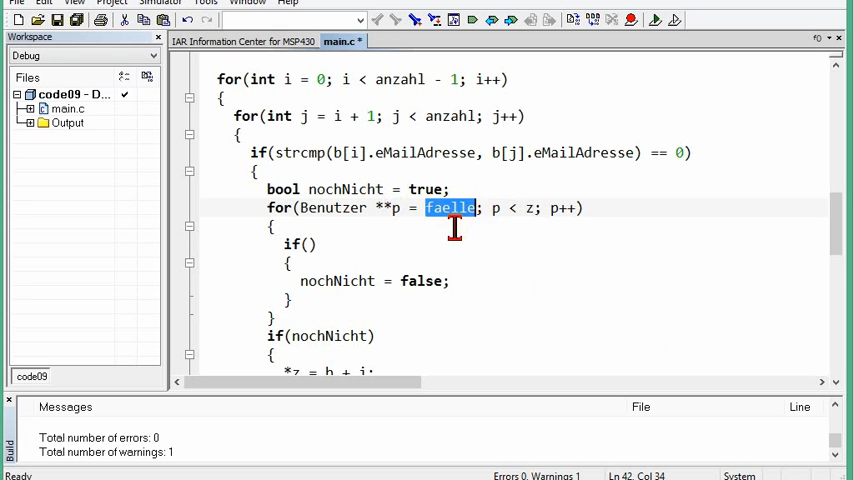 File Edit View Project Simulator Tools Window Help
Workspace
Debug
Files
code09 - D...
main.c
Output
code09
IAR Information Center for MSP430
main.c *
f()
for(int i = 0; i < anzahl - 1; i++)
{
for(int j = i + 1; j < anzahl; j++)
{
if(strcmp(b[i].eMailAdresse, b[j].eMailAdresse) == 0)
{
bool nochNicht = true;
for(Benutzer **p = faelle; p < z; p++)
{
if()
{
nochNicht = false;
}
}
if(nochNicht)
{
*z = b + i;
Messages File Line
Total number of errors: 0
Total number of warnings: 1
Build
Errors 0, Warnings 1 Ln 42, Col 34 System